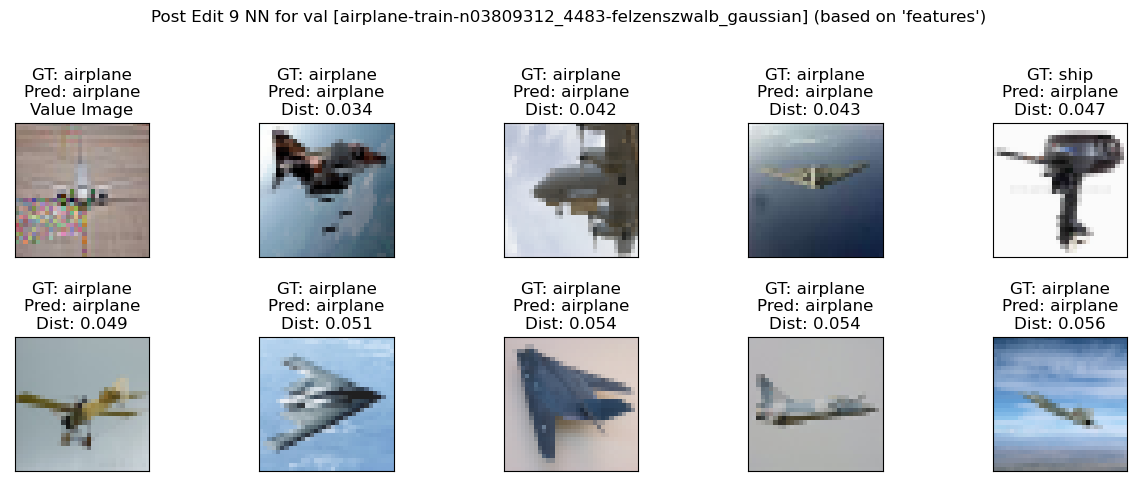 Post Edit 9 NN for val [airplane-train-n03809312_4483-felzenszwalb_gaussian] (based on 'features')
GT: airplane
Pred: airplane
Value Image
GT: airplane
Pred: airplane
Dist: 0.034
GT: airplane
Pred: airplane
Dist: 0.042
GT: airplane
Pred: airplane
Dist: 0.043
GT: ship
Pred: airplane
Dist: 0.047
GT: airplane
Pred: airplane
Dist: 0.049
GT: airplane
Pred: airplane
Dist: 0.051
GT: airplane
Pred: airplane
Dist: 0.054
GT: airplane
Pred: airplane
Dist: 0.054
GT: airplane
Pred: airplane
Dist: 0.056